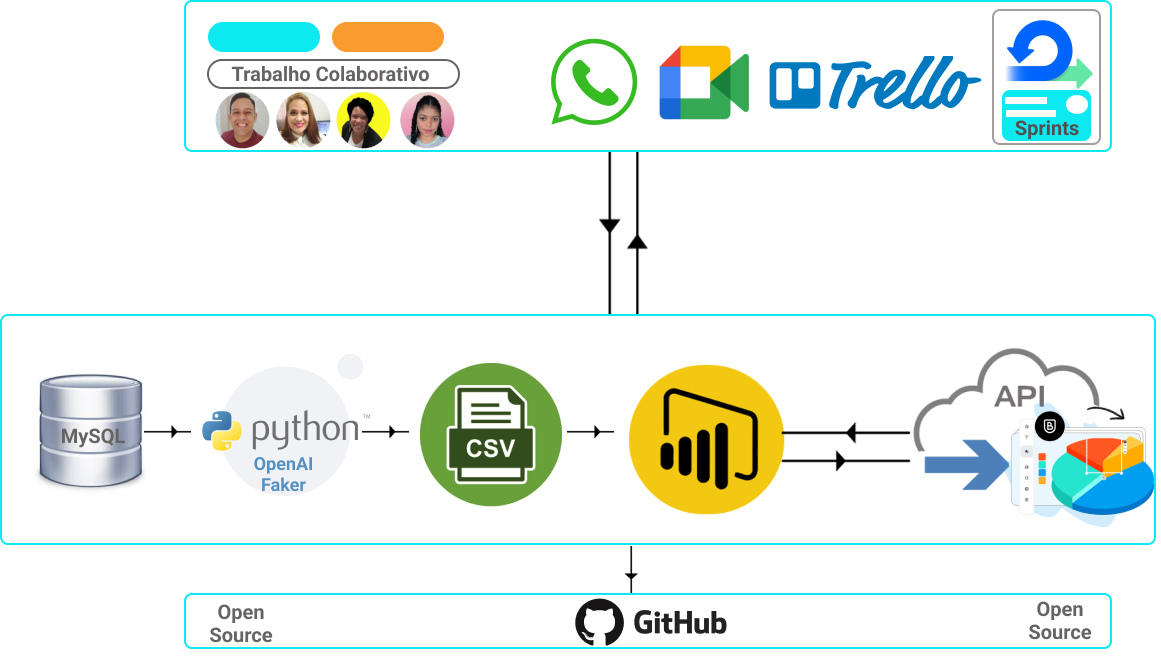 Trabalho Colaborativo
Trello
Sprints
MySQL
python™
OpenAI
Faker
CSV
API
B
Open
Source
GitHub
Open
Source